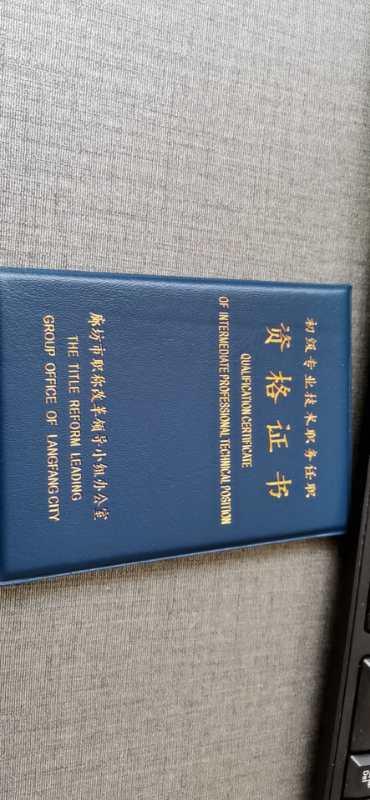 初级专业技术职务任职
资格证书
QUALIFICATION CERTIFICATE
OF INTERMEDIATE PROFESSIONAL TECHNICAL POSITION
廊坊市职称改革领导小组办公室
THE TITLE REFORM LEADING
GROUP OFFICE OF LANGFANG CITY